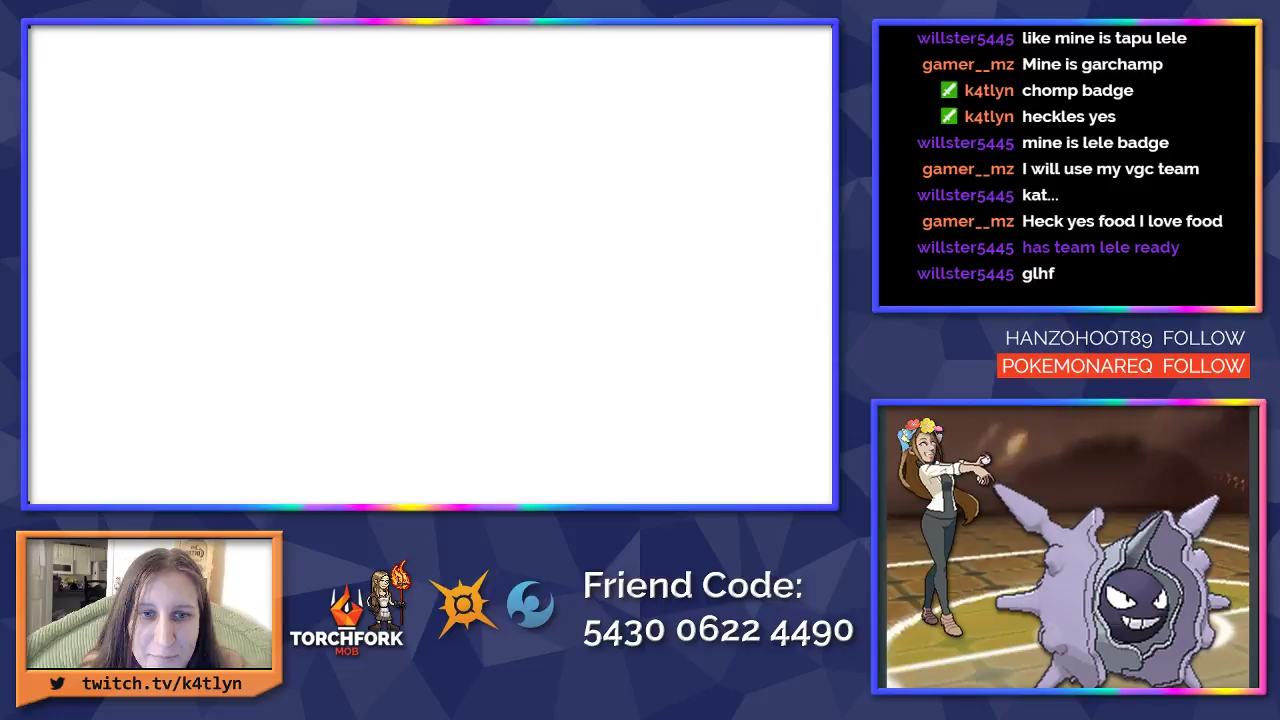 willster5445 like mine is tapu lele
gamer__mz Mine is garchamp
k4tlyn chomp badge
k4tlyn heckles yes
willster5445 mine is lele badge
gamer__mz I will use my vgc team
willster5445 kat...
gamer__mz Heck yes food I love food
willster5445 has team lele ready
willster5445 glhf
HANZOHOOT89 FOLLOW
POKEMONAREQ FOLLOW
TORCHFORK
MOB
Friend Code:
5430 0622 4490
twitch.tv/k4tlyn